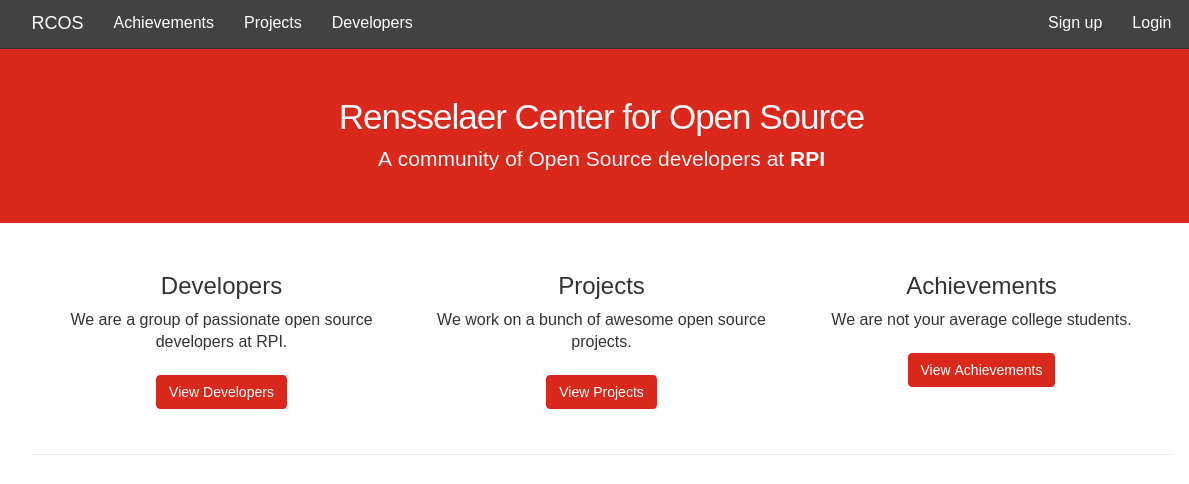 RCOS Achievements Projects Developers Sign up Login
Rensselaer Center for Open Source
A community of Open Source developers at RPI
Developers
We are a group of passionate open source
developers at RPI.
View Developers
Projects
We work on a bunch of awesome open source
projects.
View Projects
Achievements
We are not your average college students.
View Achievements